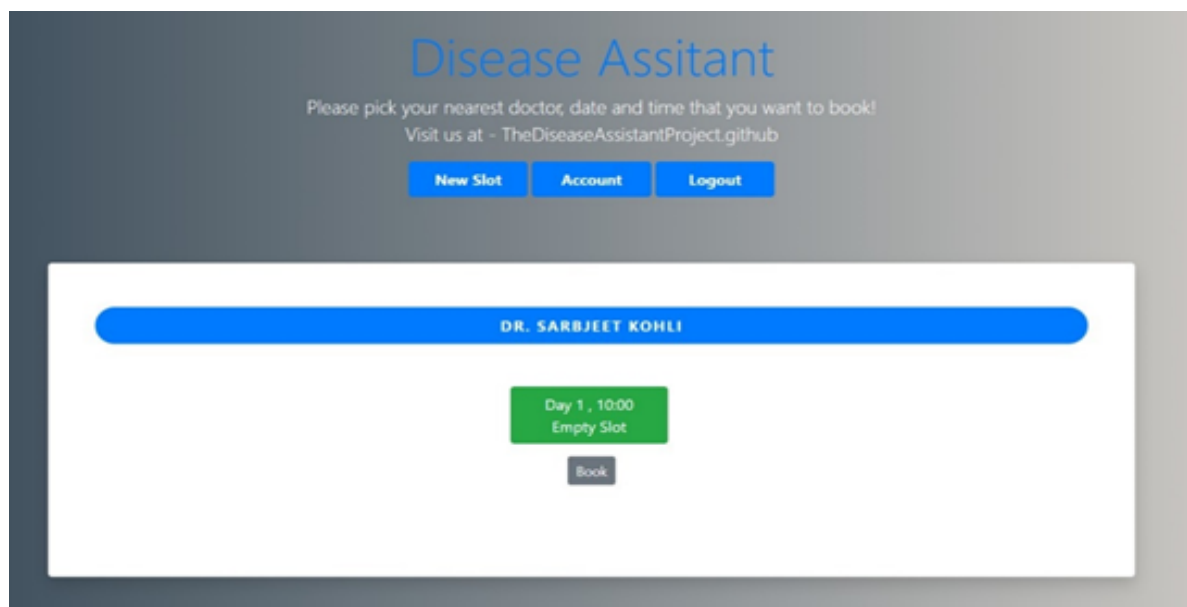 Disease Assitant
Please pick your nearest doctor, date and time that you want to book!
Visit us at - TheDiseaseAssistantProject.github
New Slot Account Logout
DR. SARBJEET KOHLI
Day 1 , 10:00
Empty Slot
Book